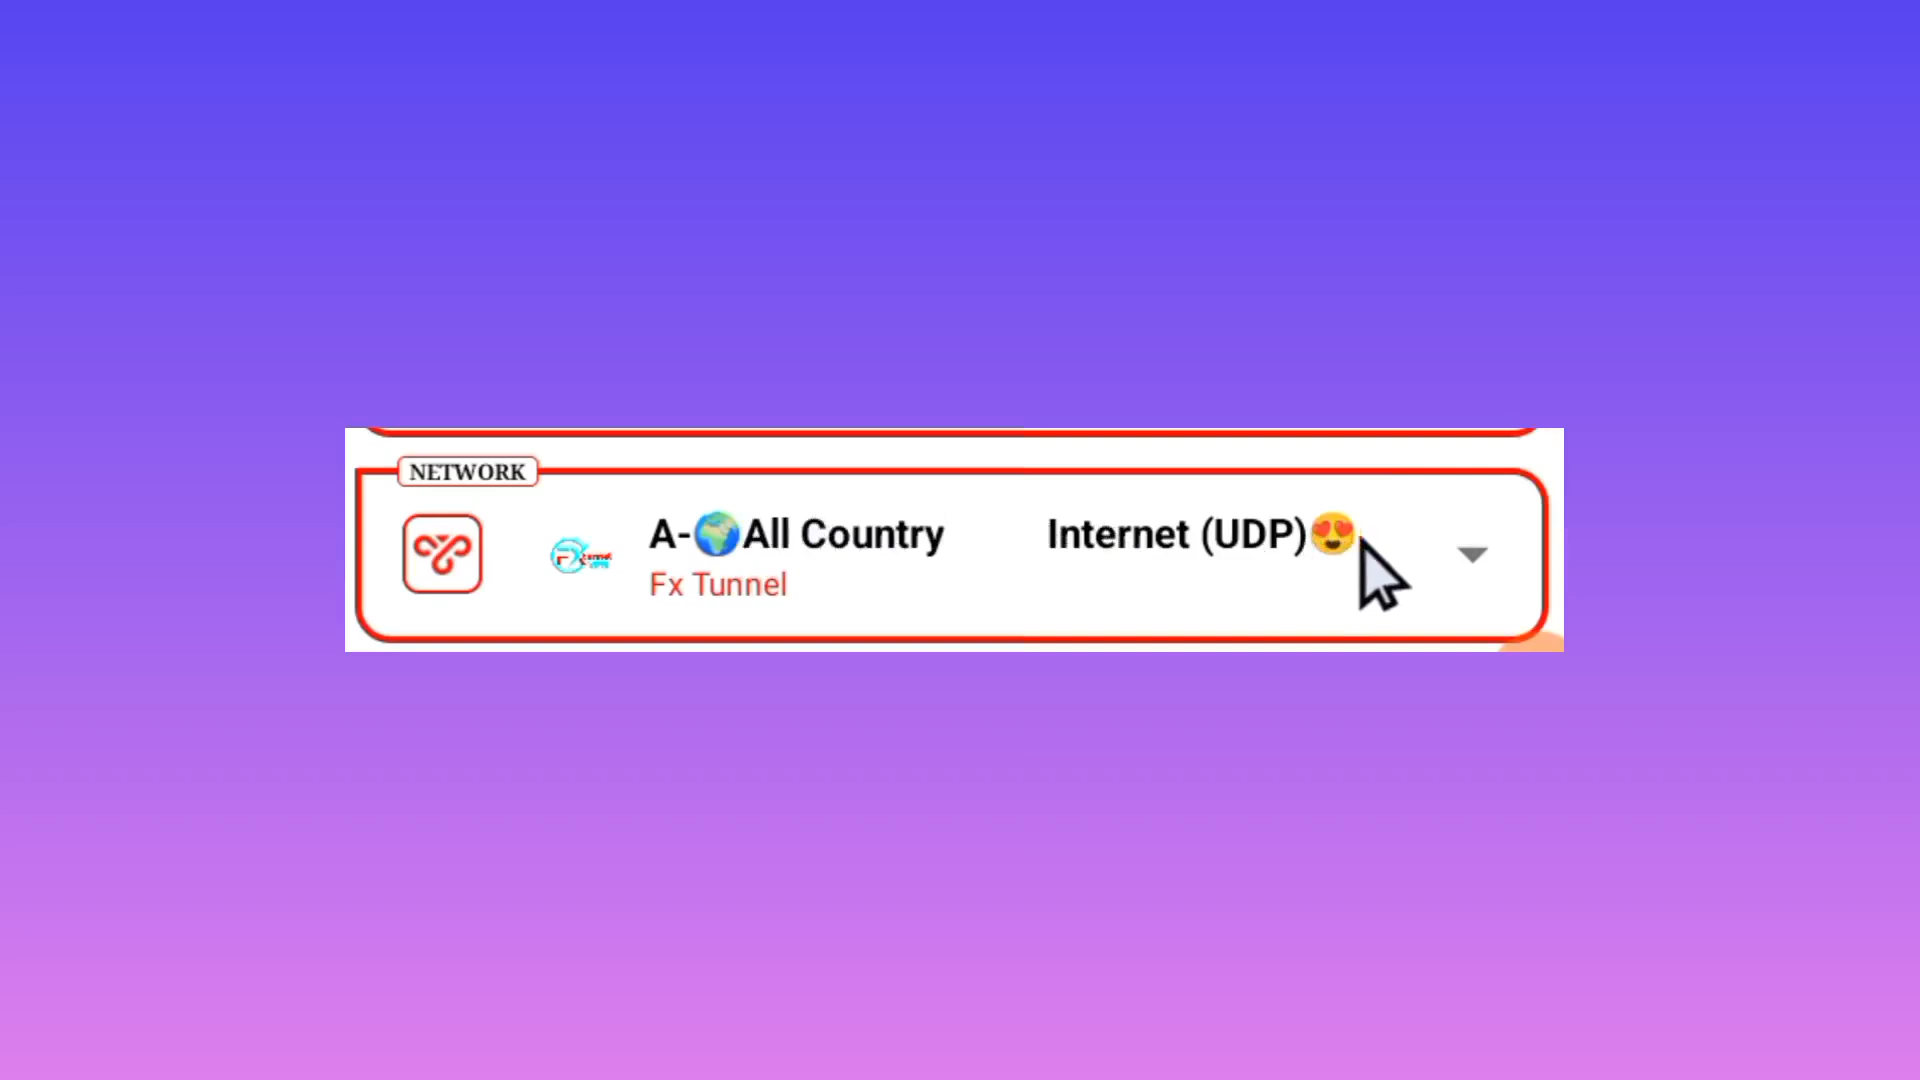 NETWORK
A-🌍All Country Internet (UDP)😍
Fx Tunnel